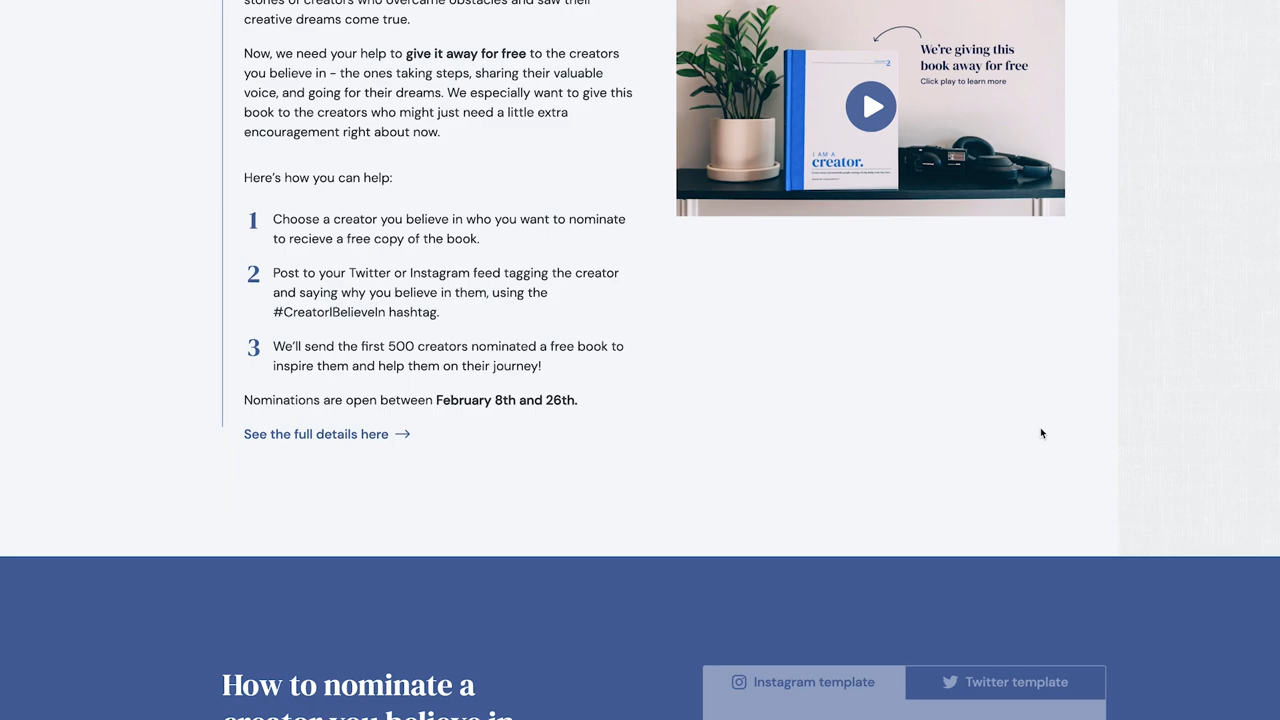 stories of creators who overcame obstacles and saw their
creative dreams come true.
Now, we need your help to give it away for free to the creators
you believe in - the ones taking steps, sharing their valuable
voice, and going for their dreams. We especially want to give this
book to the creators who might just need a little extra
encouragement right about now.
Here's how you can help:
1 Choose a creator you believe in who you want to nominate
to recieve a free copy of the book.
2 Post to your Twitter or Instagram feed tagging the creator
and saying why you believe in them, using the
#CreatorIBelieveIn hashtag.
3 We'll send the first 500 creators nominated a free book to
inspire them and help them on their journey!
Nominations are open between February 8th and 26th.
See the full details here →
We're giving this
book away for free
Click play to learn more
2
I AM A
creator.
How to nominate a
creator you believe in
Instagram template
Twitter template